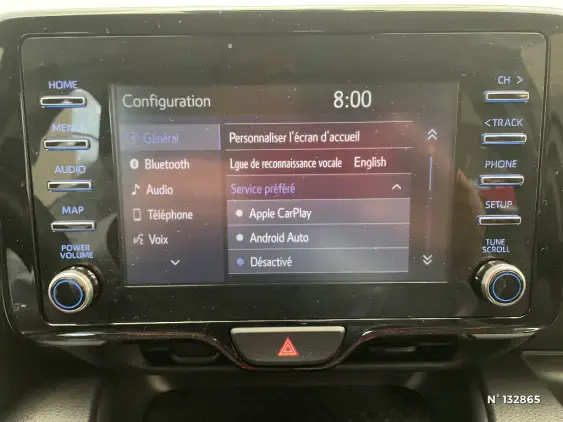 HOME
MENU
AUDIO
MAP
POWER
VOLUME
Configuration 8:00
Général
Bluetooth
Audio
Téléphone
Voix
Personnaliser l'écran d'accueil
Lgue de reconnaissance vocale English
Service préféré
Apple CarPlay
Android Auto
Désactivé
CH >
< TRACK
PHONE
SETUP
TUNE
SCROLL
N° 132865